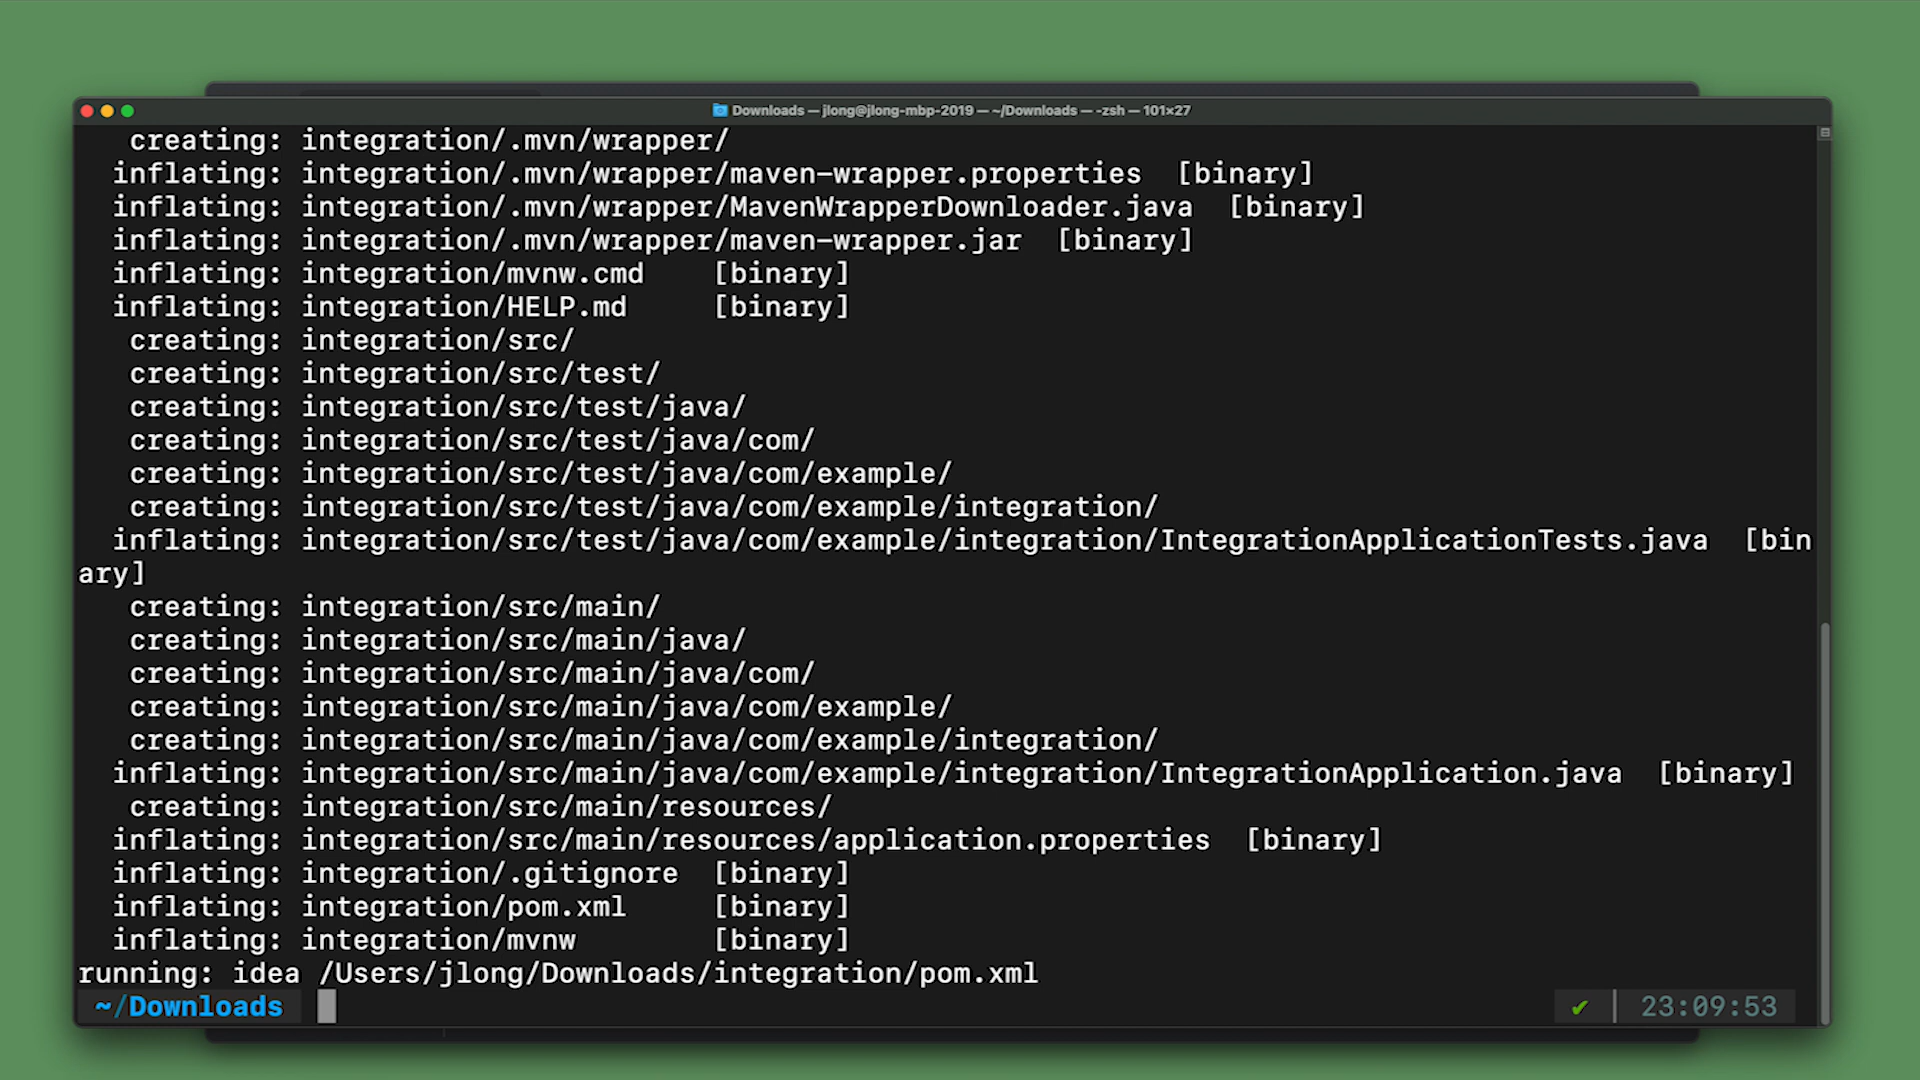 Downloads — jlong@jlong-mbp-2019 — ~/Downloads — -zsh — 101×27
creating: integration/.mvn/wrapper/
inflating: integration/.mvn/wrapper/maven-wrapper.properties  [binary]
inflating: integration/.mvn/wrapper/MavenWrapperDownloader.java  [binary]
inflating: integration/.mvn/wrapper/maven-wrapper.jar  [binary]
inflating: integration/mvnw.cmd    [binary]
inflating: integration/HELP.md     [binary]
creating: integration/src/
creating: integration/src/test/
creating: integration/src/test/java/
creating: integration/src/test/java/com/
creating: integration/src/test/java/com/example/
creating: integration/src/test/java/com/example/integration/
inflating: integration/src/test/java/com/example/integration/IntegrationApplicationTests.java  [bin
ary]
creating: integration/src/main/
creating: integration/src/main/java/
creating: integration/src/main/java/com/
creating: integration/src/main/java/com/example/
creating: integration/src/main/java/com/example/integration/
inflating: integration/src/main/java/com/example/integration/IntegrationApplication.java  [binary]
creating: integration/src/main/resources/
inflating: integration/src/main/resources/application.properties  [binary]
inflating: integration/.gitignore  [binary]
inflating: integration/pom.xml     [binary]
inflating: integration/mvnw        [binary]
running: idea /Users/jlong/Downloads/integration/pom.xml
~/Downloads ✔ | 23:09:53